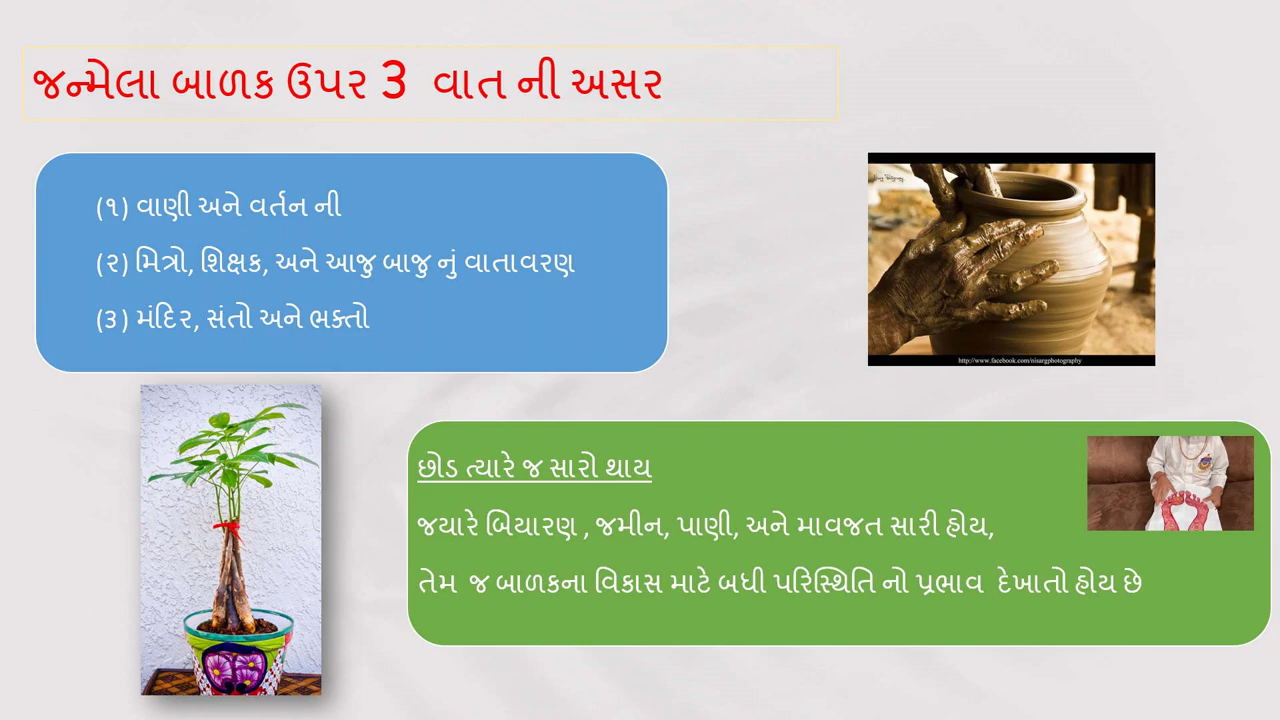 જન્મેલા બાળક ઉપર 3 વાત ની અસર
(૧) વાણી અને વર્તન ની
(૨) મિત્રો, શિક્ષક, અને આજુ બાજુ નું વાતાવરણ
(૩) મંદિર, સંતો અને ભક્તો
http://www.facebook.com/nisargphotography
છોડ ત્યારે જ સારો થાય
જયારે બિયારણ , જમીન, પાણી, અને માવજત સારી હોય,
તેમ જ બાળકના વિકાસ માટે બધી પરિસ્થિતિ નો પ્રભાવ દેખાતો હોય છે